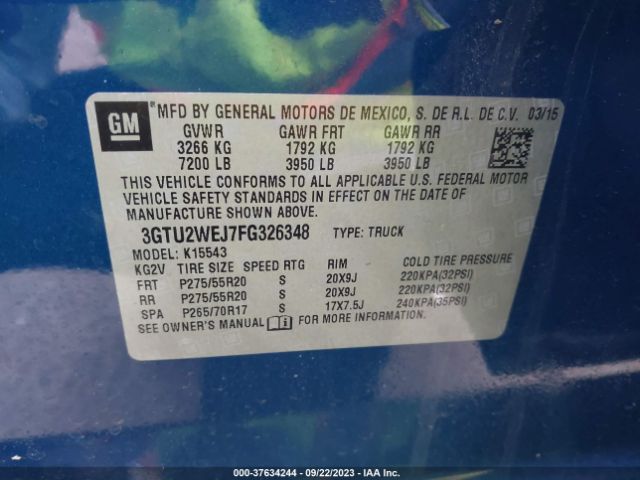 GM
® MFD BY GENERAL MOTORS DE MEXICO, S. DE R.L. DE C.V. 03/15
GVWR GAWR FRT GAWR RR
3266 KG 1792 KG 1792 KG
7200 LB 3950 LB 3950 LB
THIS VEHICLE CONFORMS TO ALL APPLICABLE U.S. FEDERAL MOTOR
VEHICLE SAFETY STANDARDS IN EFFECT ON THE DATE OF
MANUFACTURE SHOWN ABOVE.
3GTU2WEJ7FG326348 TYPE: TRUCK
MODEL: K15543
KG2V TIRE SIZE SPEED RTG RIM COLD TIRE PRESSURE
FRT P275/55R20 S 20X9J 220KPA(32PSI)
RR P275/55R20 S 20X9J 220KPA(32PSI)
SPA P265/70R17 S 17X7.5J 240KPA(35PSI)
SEE OWNER'S MANUAL FOR MORE INFORMATION.
000-37634244 - 09/22/2023 - IAA Inc.